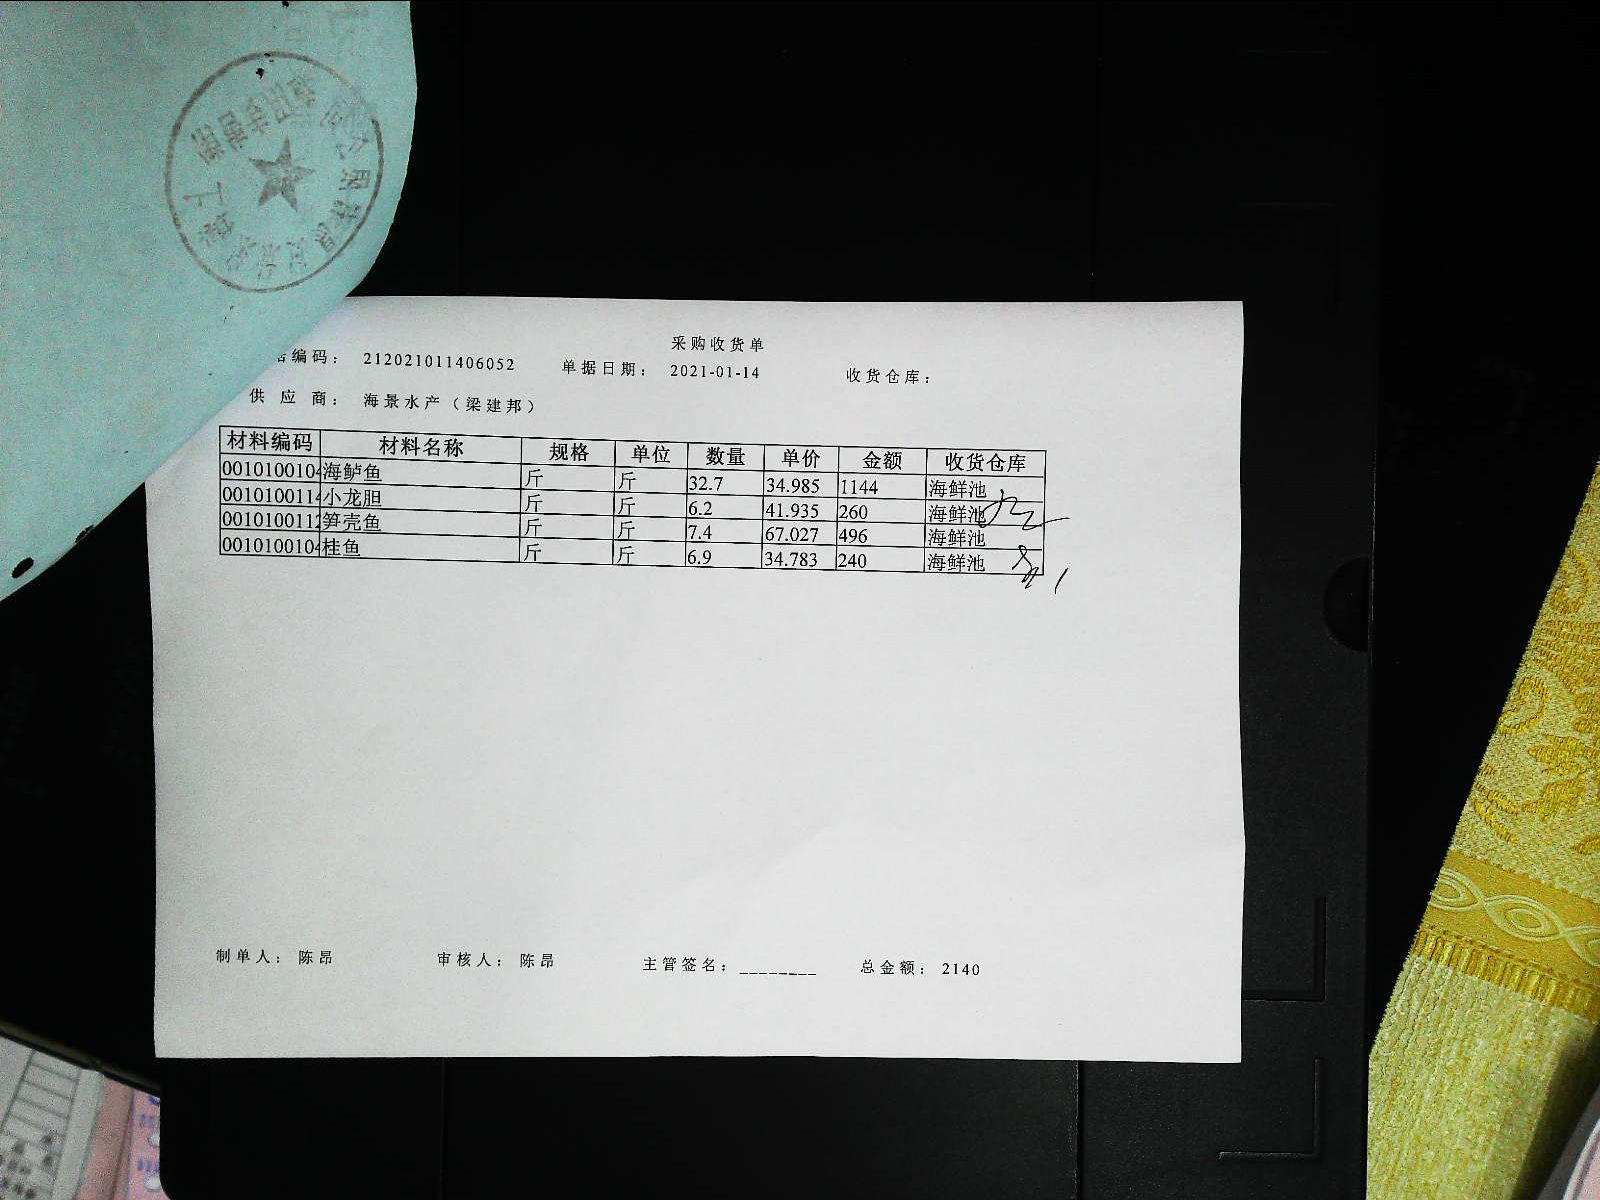 采购收货单
编码： 212021011406052 单据日期： 2021-01-14 收货仓库：
供 应 商： 海景水产（梁建邦）
材料编码 材料名称 规格 单位 数量 单价 金额 收货仓库
0010100104 海鲈鱼 斤 斤 32.7 34.985 1144 海鲜池
0010100114 小龙胆 斤 斤 6.2 41.935 260 海鲜池
0010100112 笋壳鱼 斤 斤 7.4 67.027 496 海鲜池
0010100104 桂鱼 斤 斤 6.9 34.783 240 海鲜池
制单人： 陈昂 审核人： 陈昂 主管签名：________ 总金额： 2140